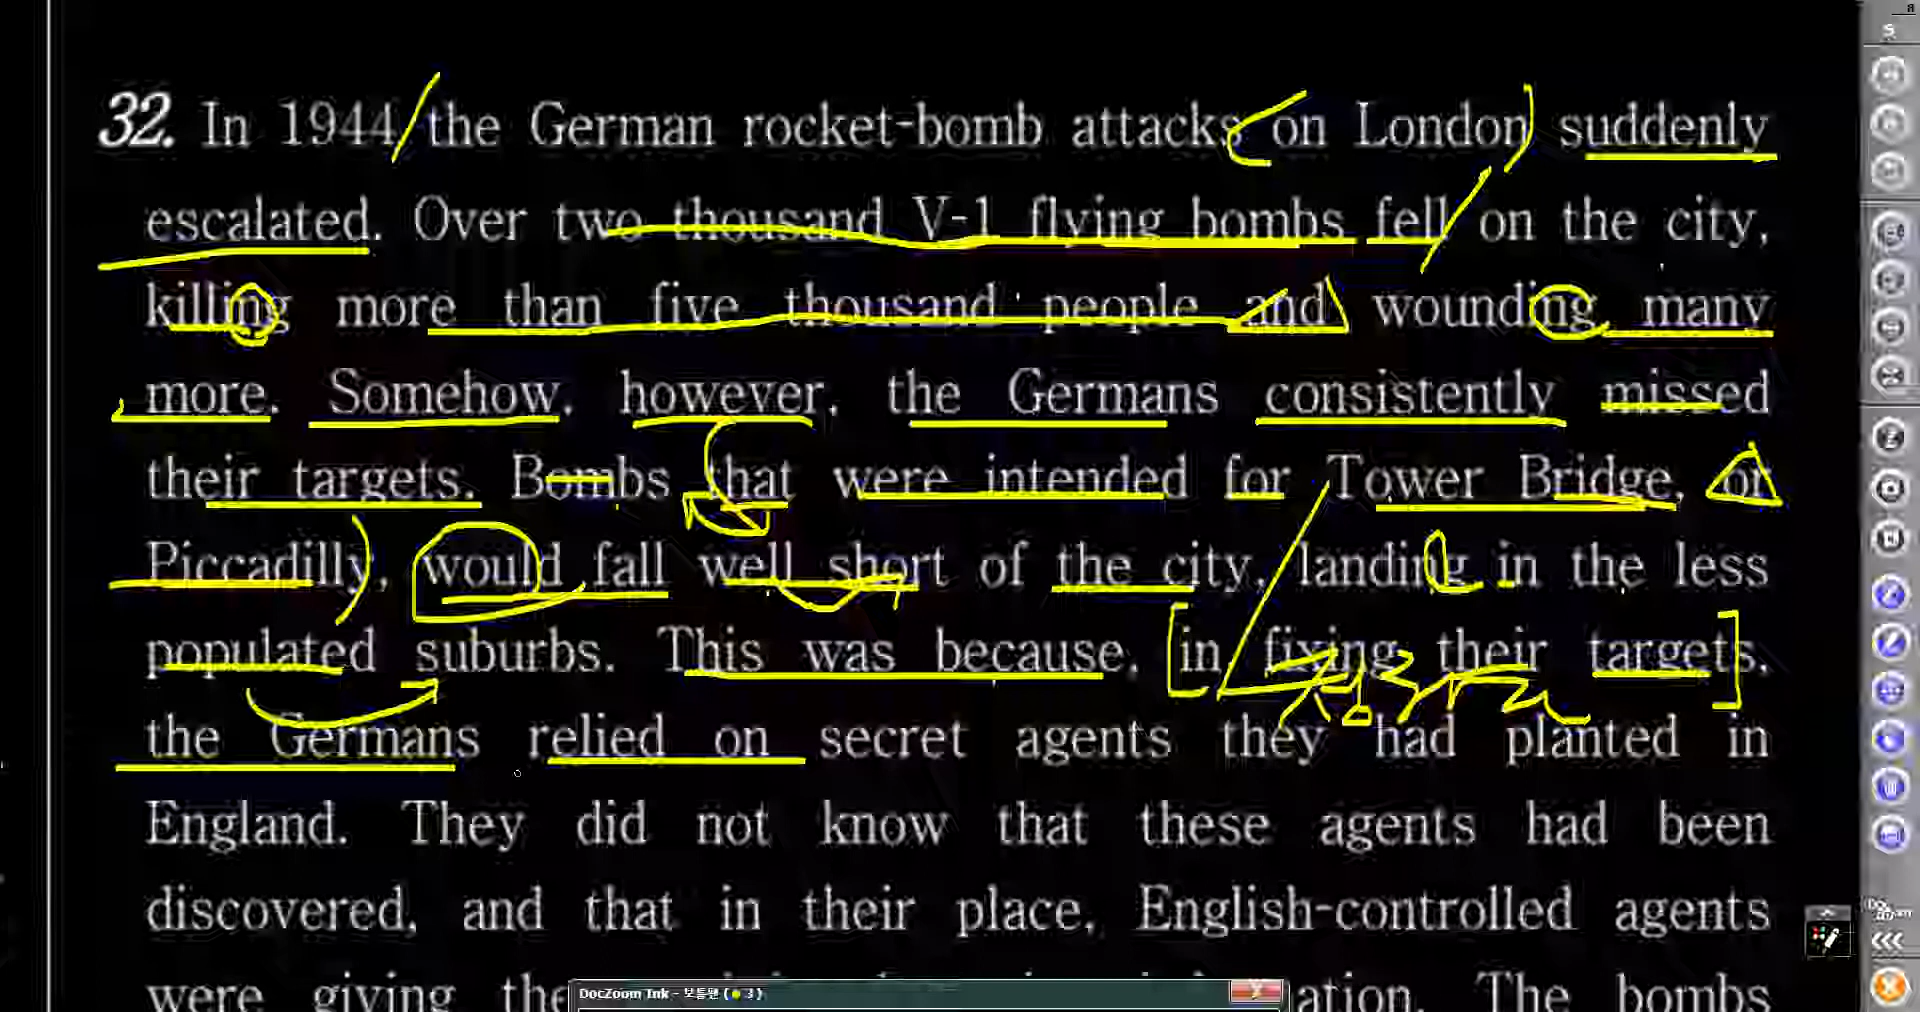 32. In 1944 the German rocket-bomb attacks on London suddenly
escalated. Over two thousand V-1 flying bombs fell on the city,
killing more than five thousand people and wounding many
more. Somehow, however, the Germans consistently missed
their targets. Bombs that were intended for Tower Bridge, or
Piccadilly, would fall well short of the city, landing in the less
populated suburbs. This was because, in fixing their targets,
the Germans relied on secret agents they had planted in
England. They did not know that these agents had been
discovered, and that in their place, English-controlled agents
were giving
The bombs
DocZoom Ink -